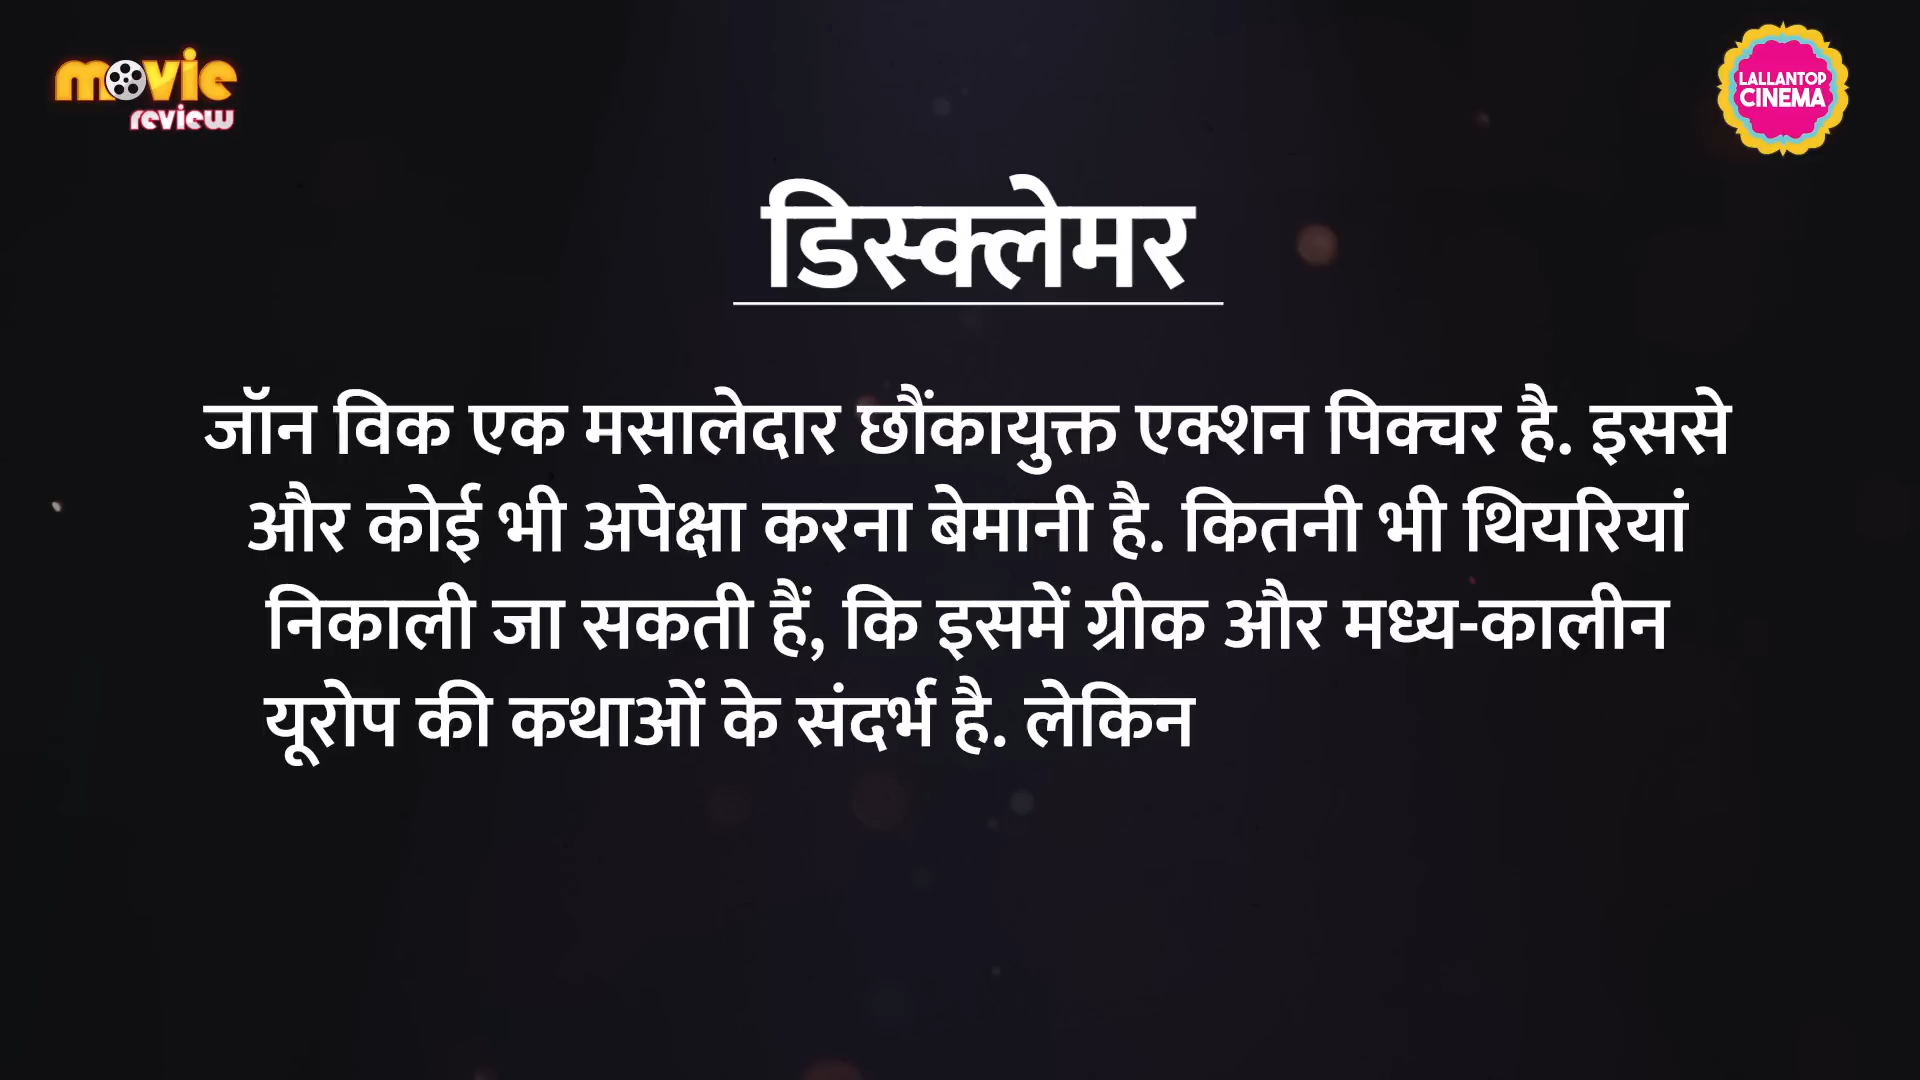 movie
review
LALLANTOP
CINEMA
डिस्क्लेमर
जॉन विक एक मसालेदार छौंकायुक्त एक्शन पिक्चर है. इससे
और कोई भी अपेक्षा करना बेमानी है. कितनी भी थियरियां
निकाली जा सकती हैं, कि इसमें ग्रीक और मध्य-कालीन
यूरोप की कथाओं के संदर्भ है. लेकिन